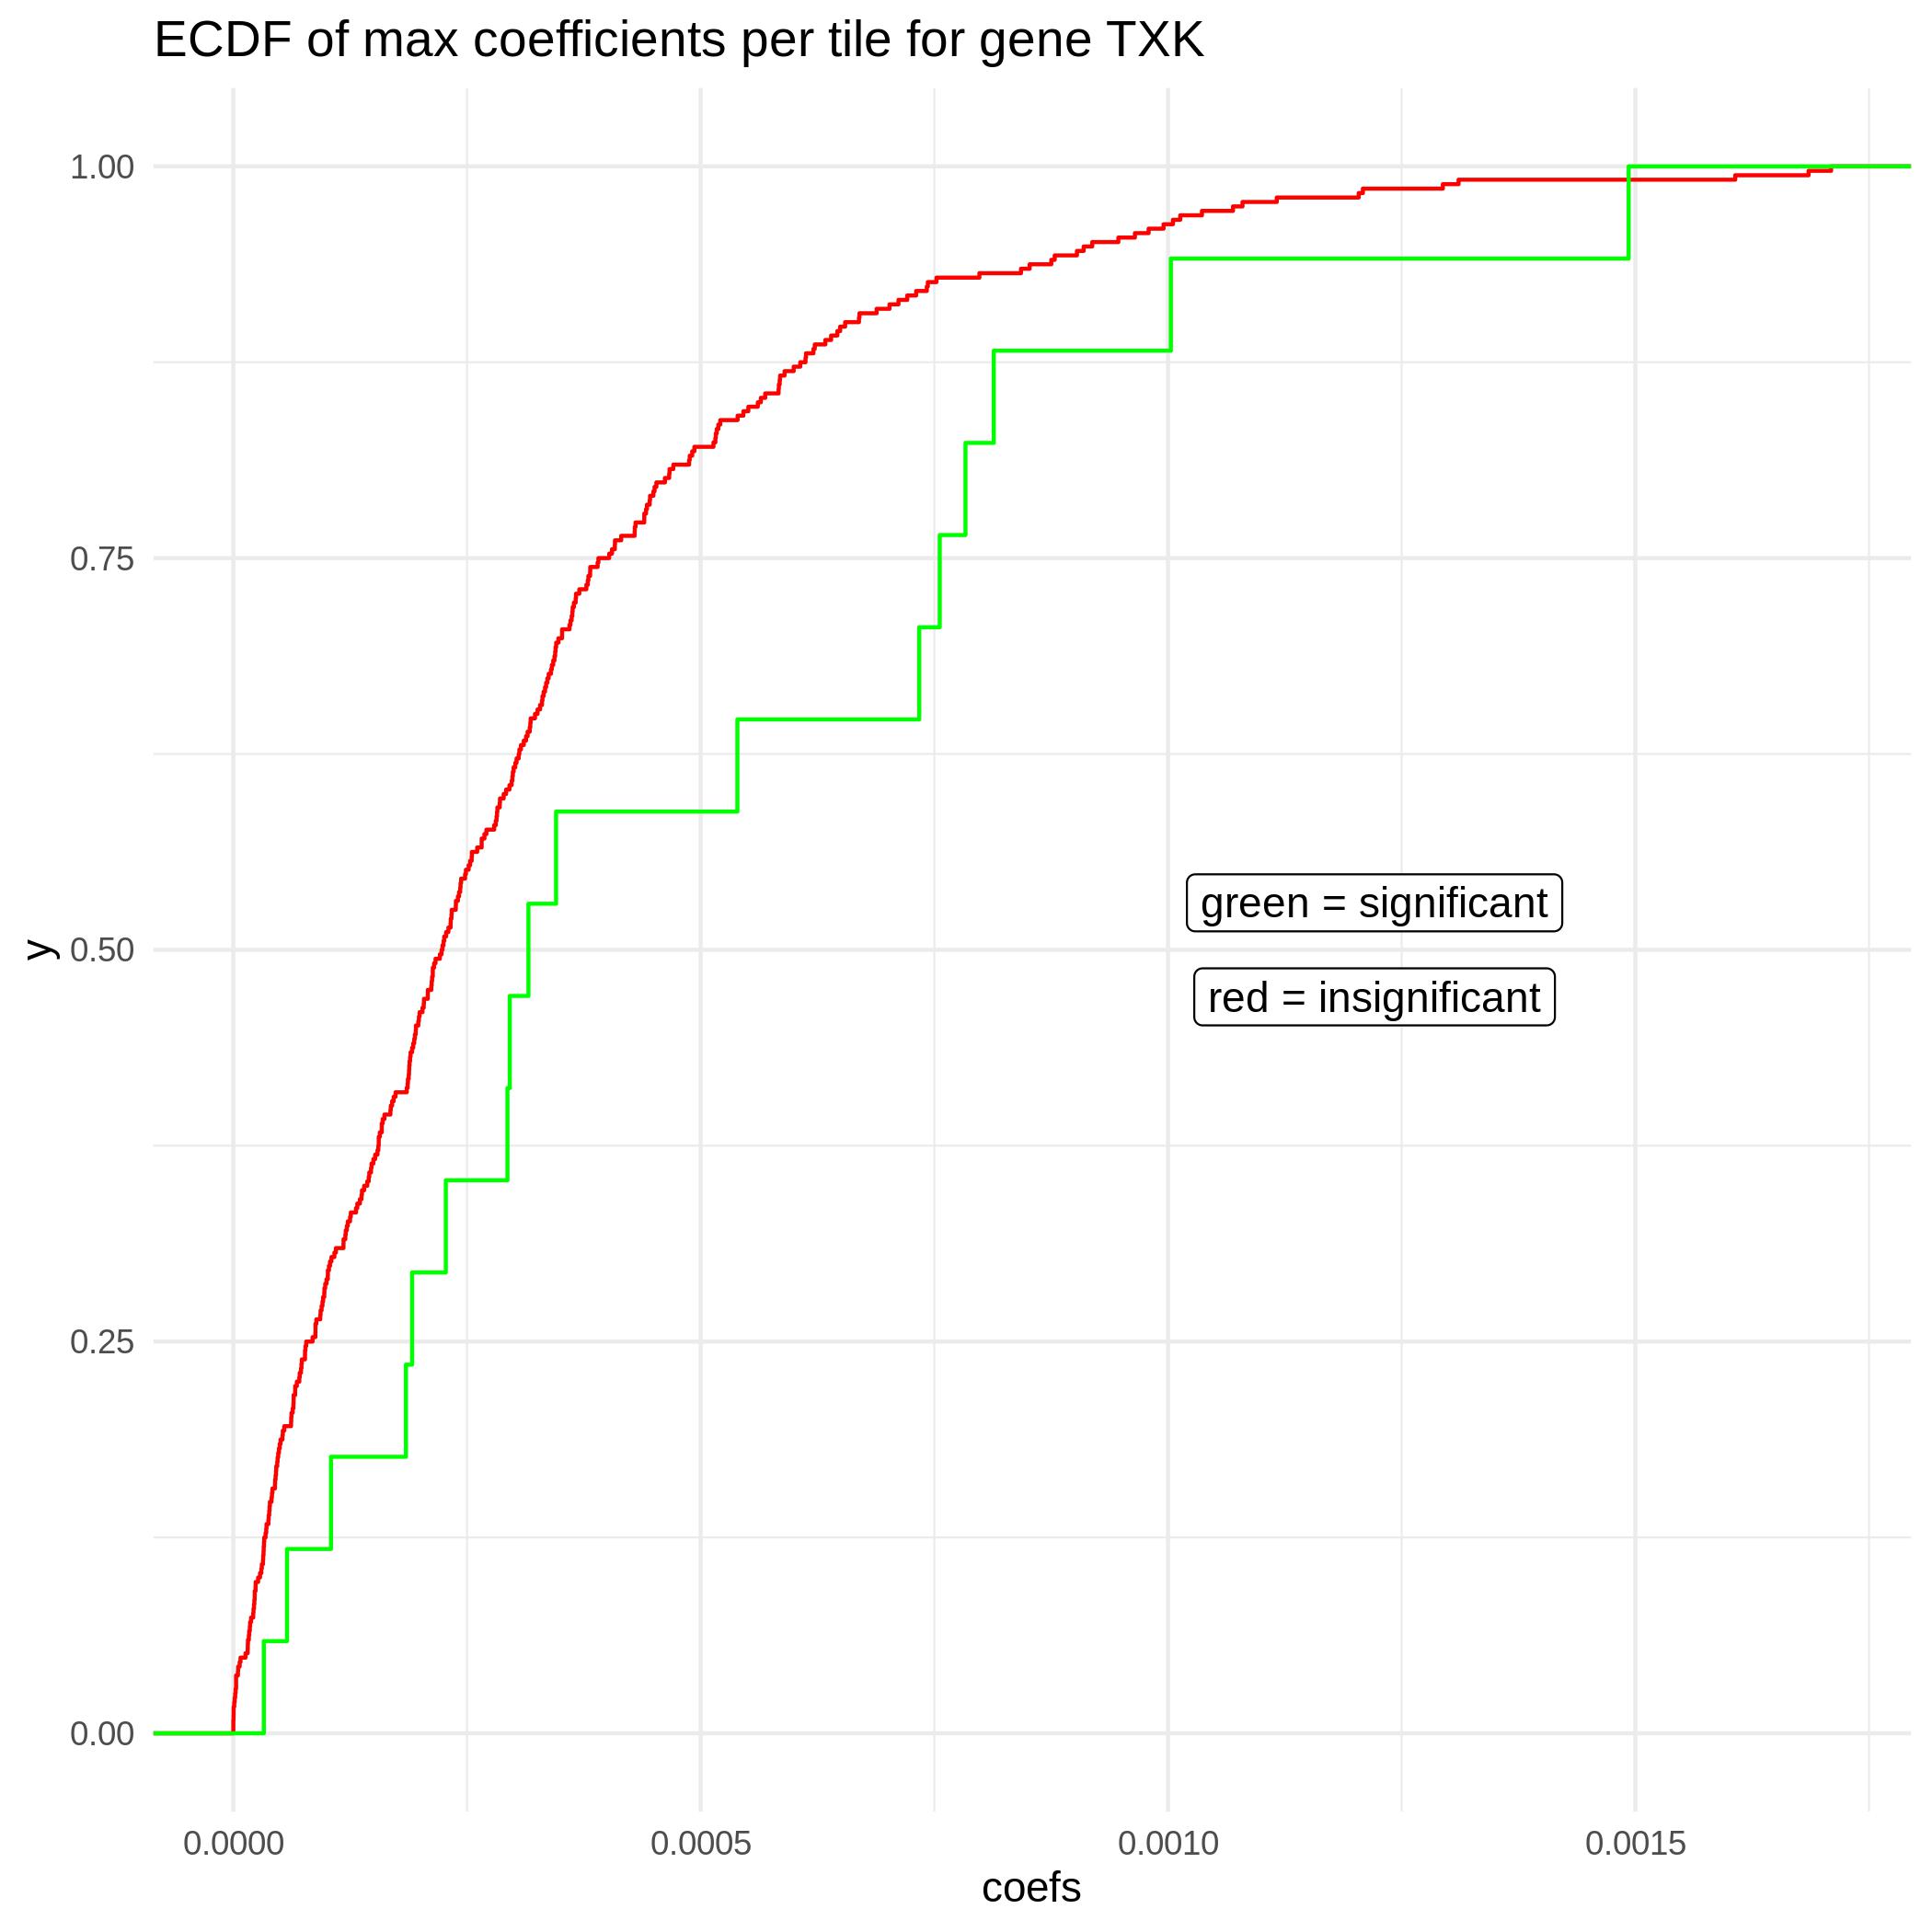 ECDF of max coefficients per tile for gene TXK
1.00
0.75
0.50
0.25
0.00
y
green = significant
red = insignificant
0.0000
0.0005
0.0010
0.0015
coefs